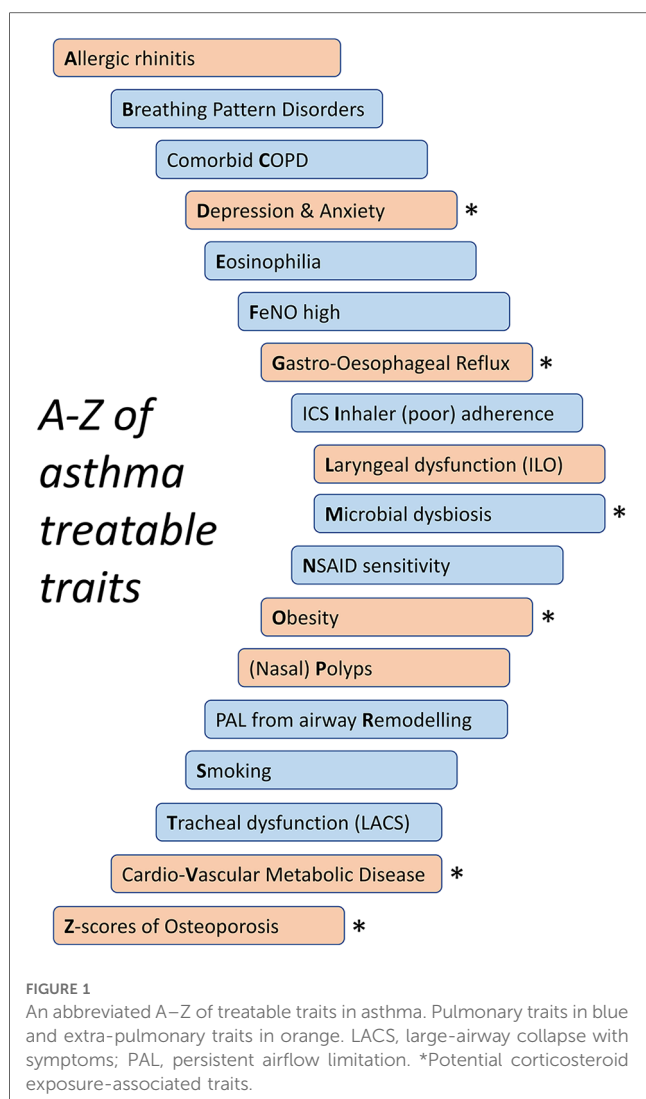 Allergic rhinitis
Breathing Pattern Disorders
Comorbid COPD
Depression & Anxiety *
Eosinophilia
FeNO high
Gastro-Oesophageal Reflux *
ICS Inhaler (poor) adherence
Laryngeal dysfunction (ILO)
Microbial dysbiosis *
NSAID sensitivity
Obesity *
(Nasal) Polyps
PAL from airway Remodelling
Smoking
Tracheal dysfunction (LACS)
Cardio-Vascular Metabolic Disease *
Z-scores of Osteoporosis *
A-Z of
asthma
treatable
traits
FIGURE 1
An abbreviated A–Z of treatable traits in asthma. Pulmonary traits in blue
and extra-pulmonary traits in orange. LACS, large-airway collapse with
symptoms; PAL, persistent airflow limitation. *Potential corticosteroid
exposure-associated traits.